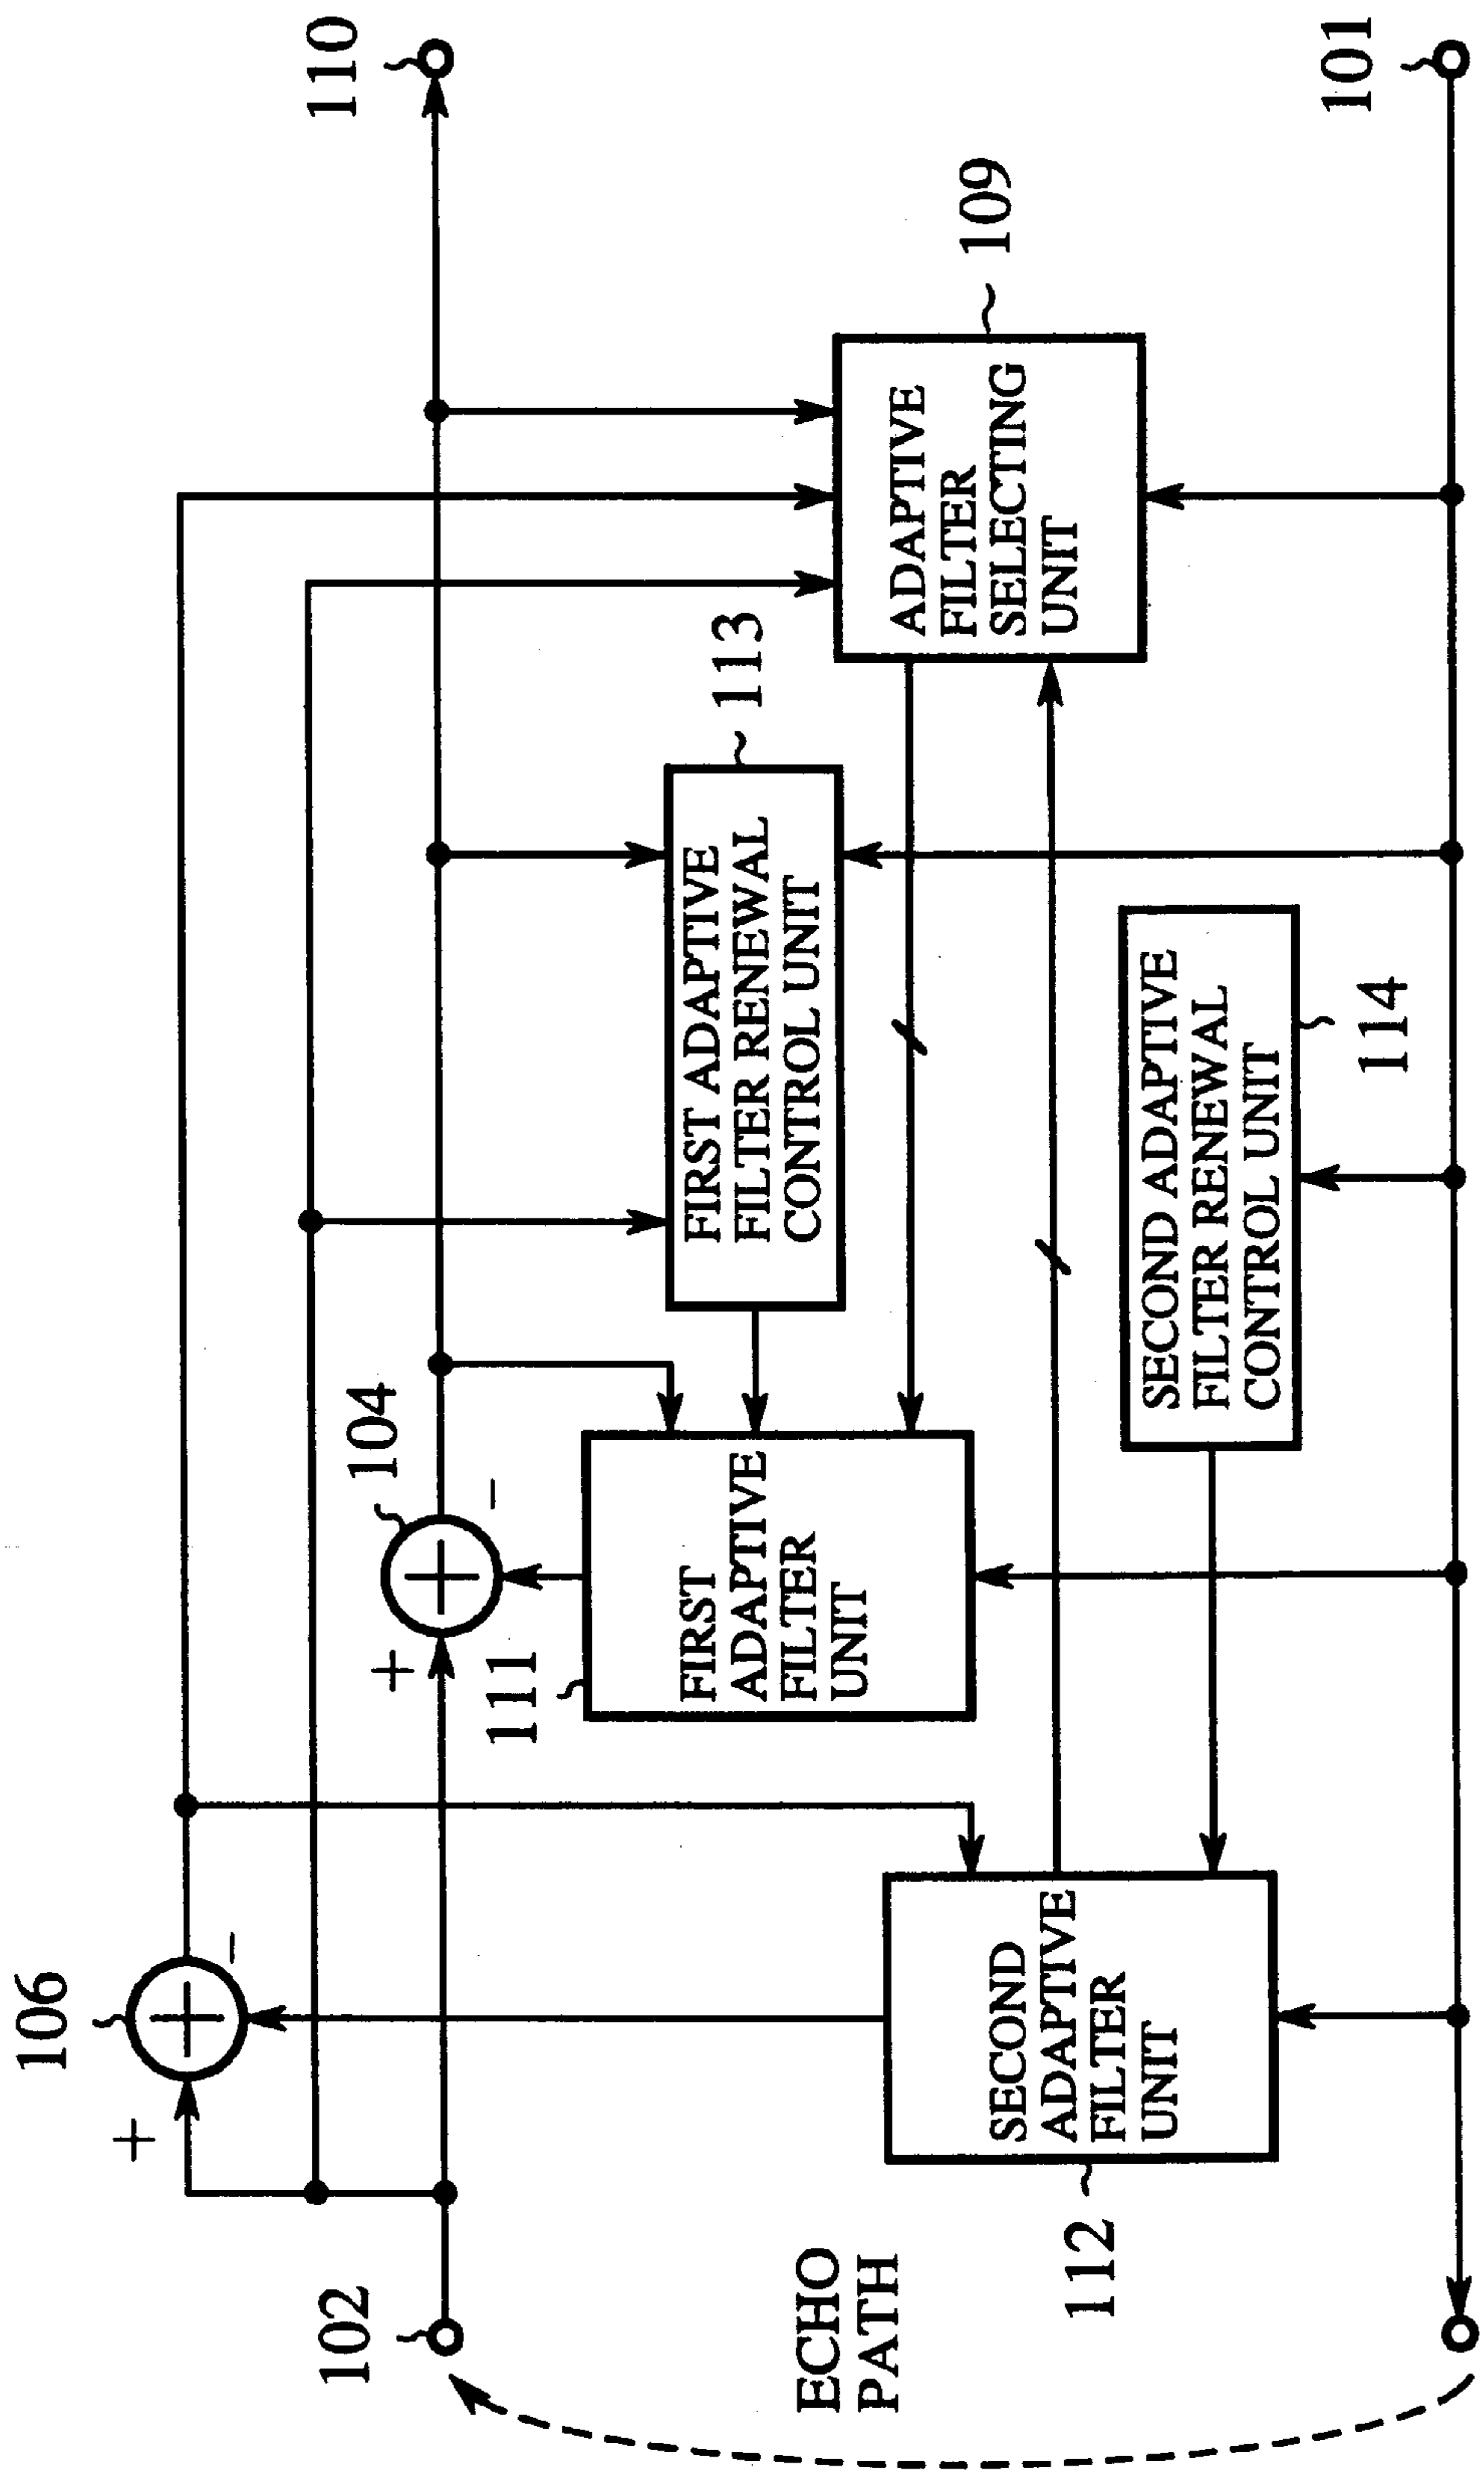 106
+
-
102
+
104
-
110
111
FIRST
ADAPTIVE
FILTER
UNIT
FIRST ADAPTIVE
FILTER RENEWAL
CONTROL UNIT
113
ADAPTIVE
FILTER
SELECTING
UNIT
109
ECHO
PATH
112
SECOND
ADAPTIVE
FILTER
UNIT
SECOND ADAPTIVE
FILTER RENEWAL
CONTROL UNIT
114
101